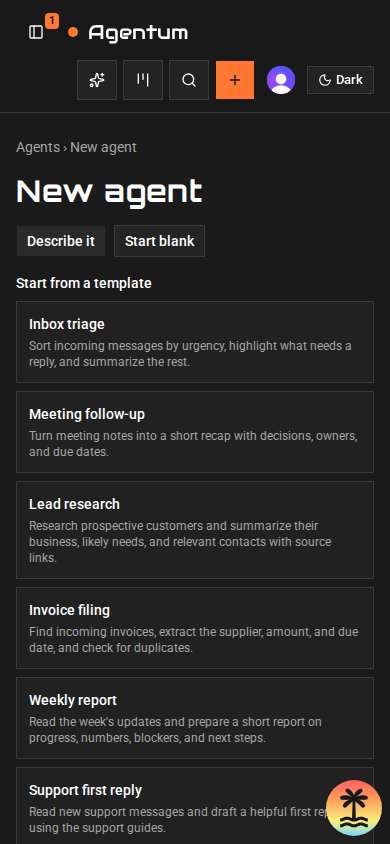 1
Agentum
Dark
Agents › New agent
New agent
Describe it
Start blank
Start from a template
Inbox triage
Sort incoming messages by urgency, highlight what needs a
reply, and summarize the rest.
Meeting follow-up
Turn meeting notes into a short recap with decisions, owners,
and due dates.
Lead research
Research prospective customers and summarize their
business, likely needs, and relevant contacts with source
links.
Invoice filing
Find incoming invoices, extract the supplier, amount, and due
date, and check for duplicates.
Weekly report
Read the week's updates and prepare a short report on
progress, numbers, blockers, and next steps.
Support first reply
Read new support messages and draft a helpful first
using the support guides.